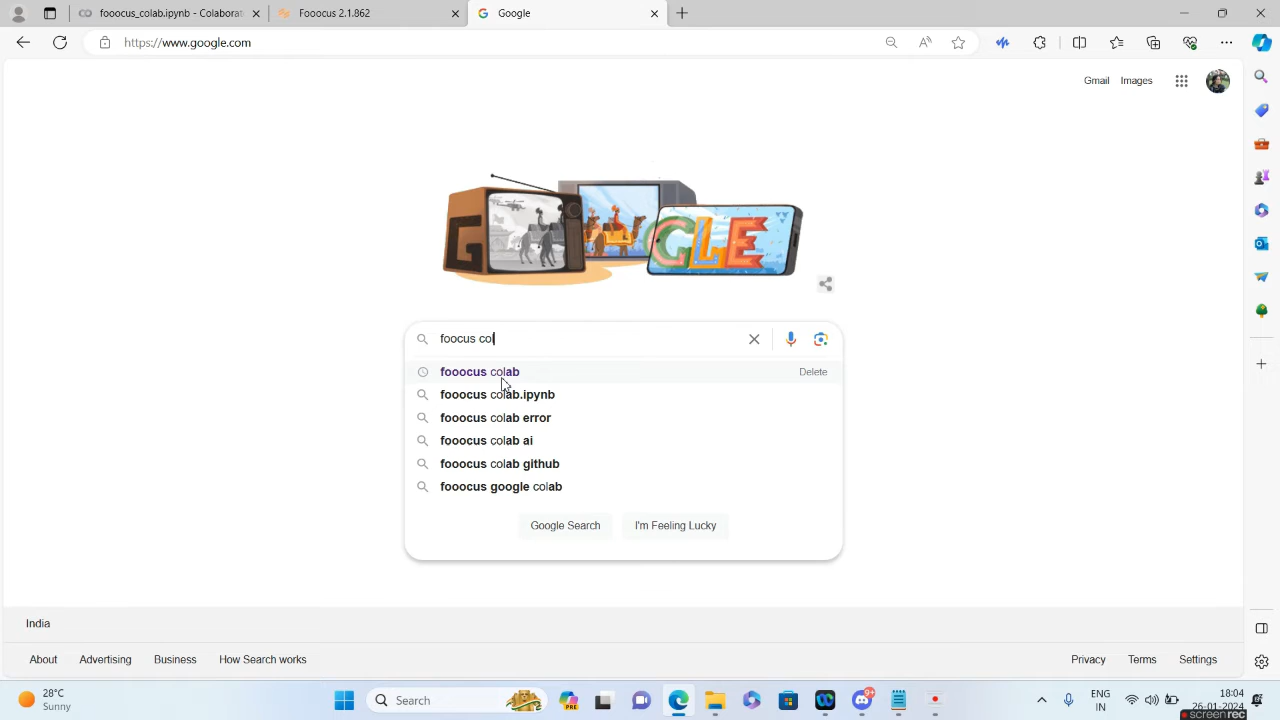 fooocus_colab.ipynb - Colaborat
Fooocus 2.1.862
Google
https://www.google.com
Gmail Images
G GLE
foocus col
fooocus colab
Delete
fooocus colab.ipynb
fooocus colab error
fooocus colab ai
fooocus colab github
fooocus google colab
Google Search
I'm Feeling Lucky
India
About Advertising Business How Search works
Privacy Terms Settings
28°C
Sunny
Search
PRE
9+
ENG
IN
18:04
26-01-2024
screenrec